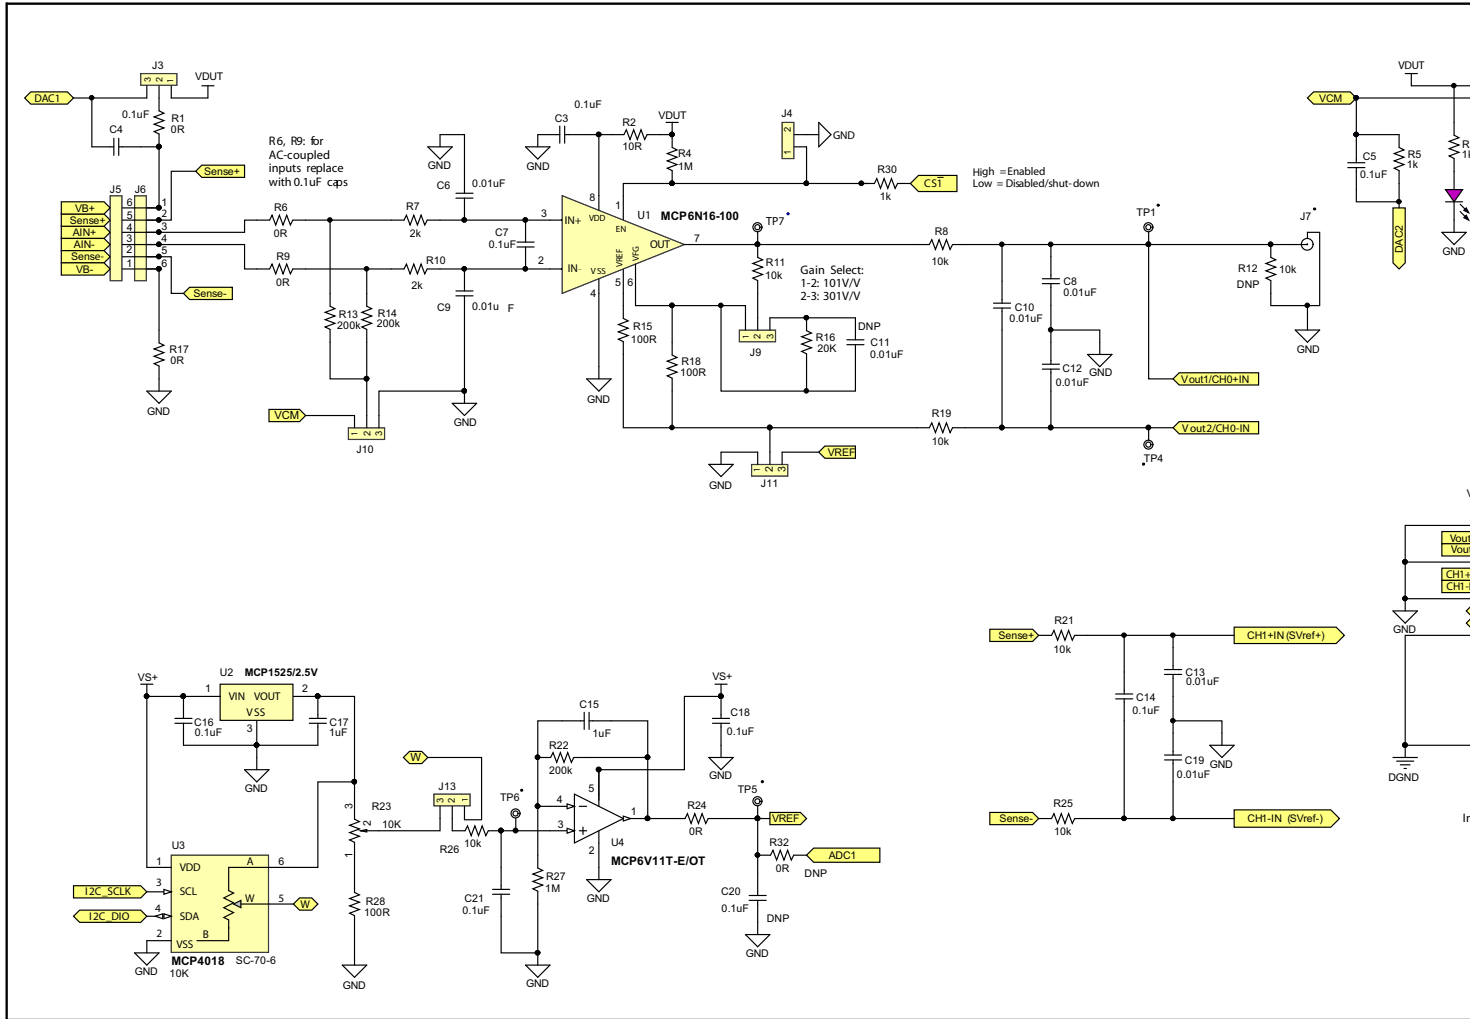 J3
3 2 1
VDUT
DAC1
0.1uF
R1
0R
C4
R6, R9: for
AC-coupled
inputs replace
with 0.1uF caps
Sense+
J5 J6
VB+ 6 1
Sense+ 5 2
AIN+ 4 3
AIN- 3 4
Sense- 2 5
VB- 1 6
Sense-
R17
0R
GND
R6
0R
R9
0R
R13
200k
R14
200k
VCM
1 2 3
J10
R7
2k
R10
2k
GND
C6
0.01uF
C7
0.1uF
C9
0.01u F
GND
0.1uF
C3
GND
R2
10R
VDUT
R4
1M
J4
2
1
GND
R30
1k
CS1
High =Enabled
Low = Disabled/shut-down
8
1
3
IN+
VDD
EN
U1
MCP6N16-100
OUT
7
2
IN-
VSS
VREF
VFG
4
5
6
GND
TP7
R11
10k
Gain Select:
1-2: 101V/V
2-3: 301V/V
R15
100R
R18
100R
1 2 3
J9
R16
20K
DNP
C11
0.01uF
R8
10k
R19
10k
GND
1 2 3
J11
VREF
C10
0.01uF
C8
0.01uF
C12
0.01uF
GND
TP1
J7
R12
10k
DNP
GND
Vout1/CH0+IN
Vout2/CH0-IN
TP4
VDUT
VCM
C5
0.1uF
R5
1k
DAC2
GND
Vout
Vout
CH1+
CH1-
GND
DGND
VS+
U2
MCP1525/2.5V
1
VIN VOUT
2
VSS
3
C16
0.1uF
C17
1uF
GND
3
R23
2
10K
1
R28
100R
GND
U3
1
VDD
A
6
I2C_SCLK
3
SCL
W
5
W
I2C_DIO
4
SDA
2
VSS
B
GND
MCP4018
SC-70-6
10K
W
J13
3 2 1
R26
10k
TP6
C21
0.1uF
R27
1M
GND
C15
1uF
R22
200k
4
5
3
1
2
U4
MCP6V11T-E/OT
GND
VS+
C18
0.1uF
GND
R24
0R
TP5
VREF
R32
0R
DNP
ADC1
C20
0.1uF
DNP
GND
Sense+
R21
10k
CH1+IN (SVref+)
C14
0.1uF
C13
0.01uF
C19
0.01uF
GND
Sense-
R25
10k
CH1-IN (SVref-)